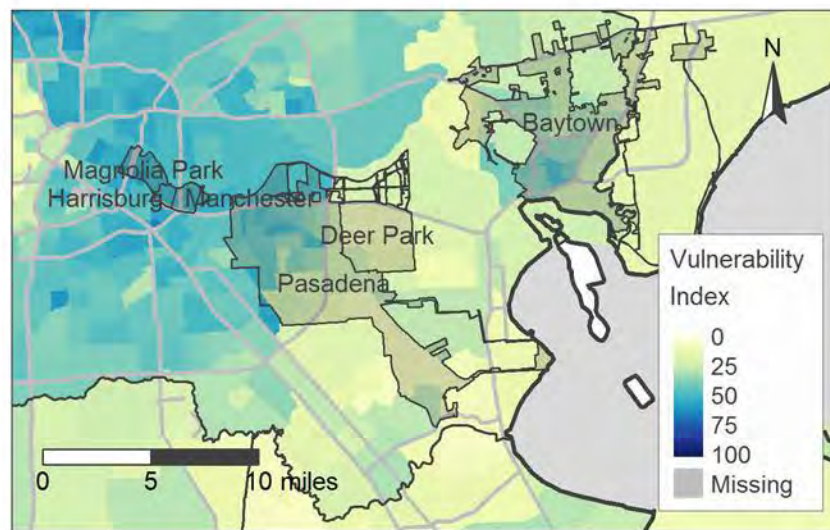 N
Baytown
Magnolia Park
Harrisburg / Manchester
Deer Park
Pasadena
Vulnerability
Index
0
25
50
75
100
Missing
0 5 10 miles